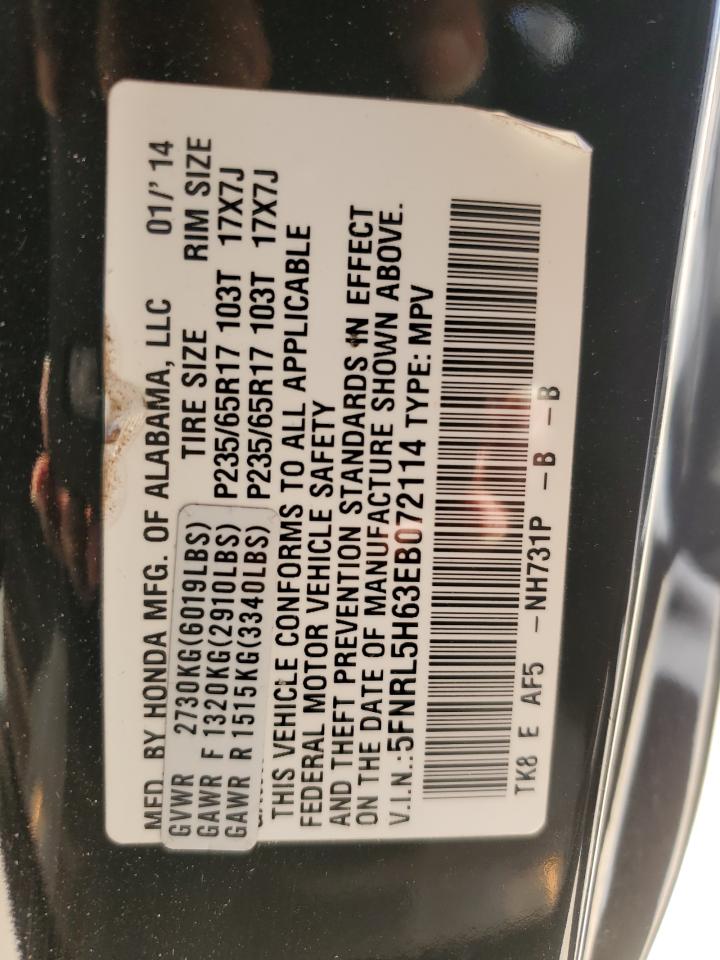 MFD. BY HONDA MFG. OF ALABAMA, LLC 01/'14
GVWR 2730KG(6019LBS) TIRE SIZE RIM SIZE
GAWR F 1320KG(2910LBS) P235/65R17 103T 17X7J
GAWR R 1515KG(3340LBS) P235/65R17 103T 17X7J
THIS VEHICLE CONFORMS TO ALL APPLICABLE
FEDERAL MOTOR VEHICLE SAFETY
AND THEFT PREVENTION STANDARDS IN EFFECT
ON THE DATE OF MANUFACTURE SHOWN ABOVE.
V.I.N.: 5FNRL5H63EB072114 TYPE: MPV
TK8 E AF5 -NH731P -B -B